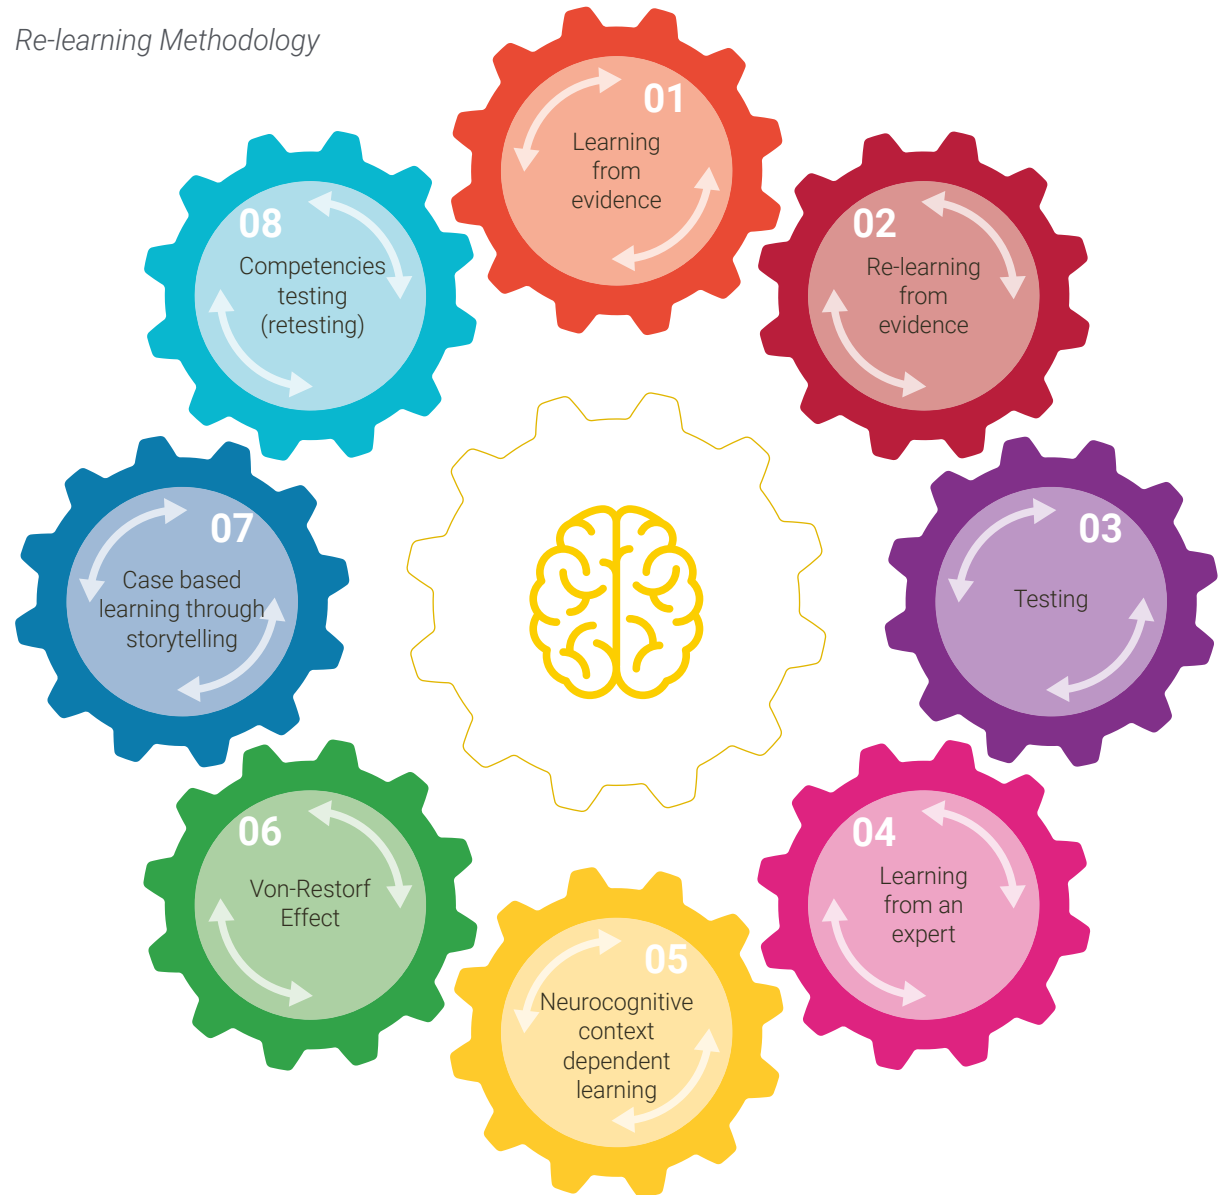 Re-learning Methodology
01
Learning
from
evidence
02
Re-learning
from
evidence
03
Testing
04
Learning
from an
expert
05
Neurocognitive
context
dependent
learning
06
Von-Restorf
Effect
07
Case based
learning through
storytelling
08
Competencies
testing
(retesting)